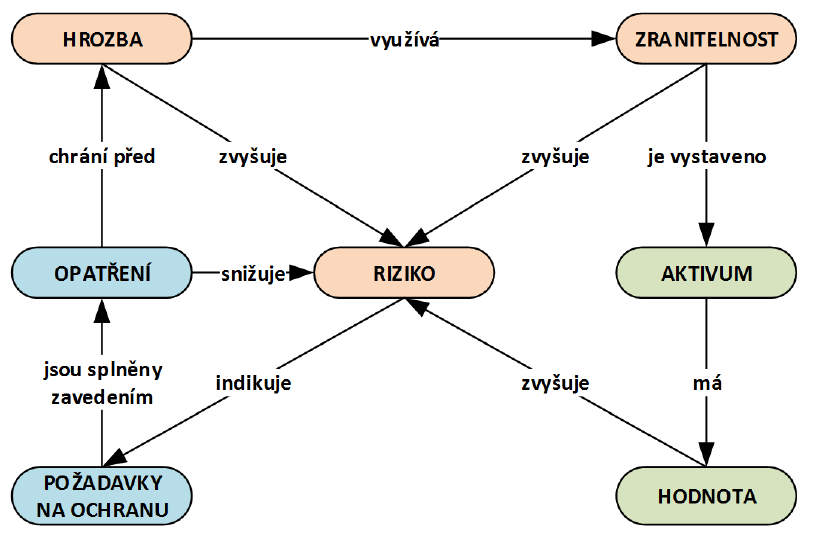 HROZBA
využívá
ZRANITELNOST
chrání před
zvyšuje
zvyšuje
je vystaveno
OPATŘENÍ
snižuje
RIZIKO
AKTIVUM
jsou splněny
zavedením
indikuje
zvyšuje
má
POŽADAVKY
NA OCHRANU
HODNOTA